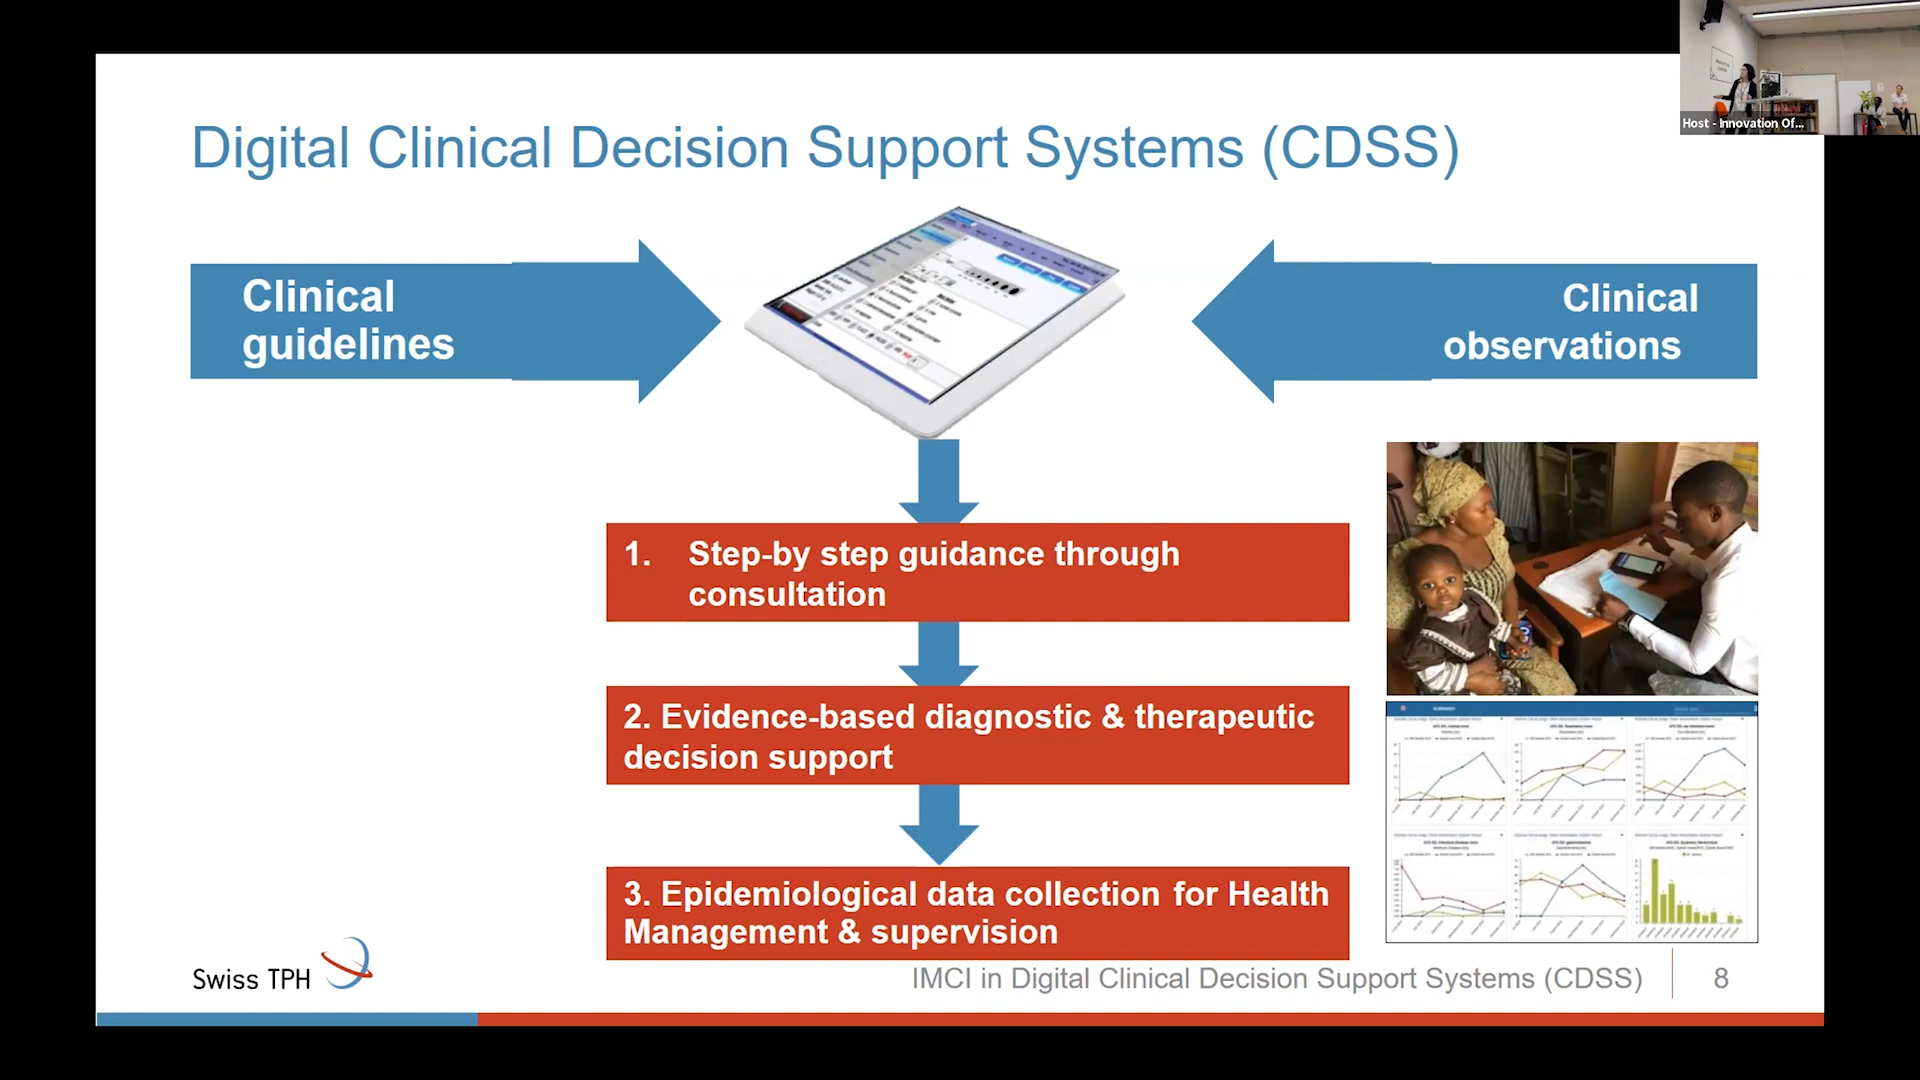 Host - Innovation Of...
Digital Clinical Decision Support Systems (CDSS)
Clinical
guidelines
Clinical
observations
1. Step-by step guidance through
consultation
2. Evidence-based diagnostic & therapeutic
decision support
3. Epidemiological data collection for Health
Management & supervision
Swiss TPH
IMCI in Digital Clinical Decision Support Systems (CDSS)
8